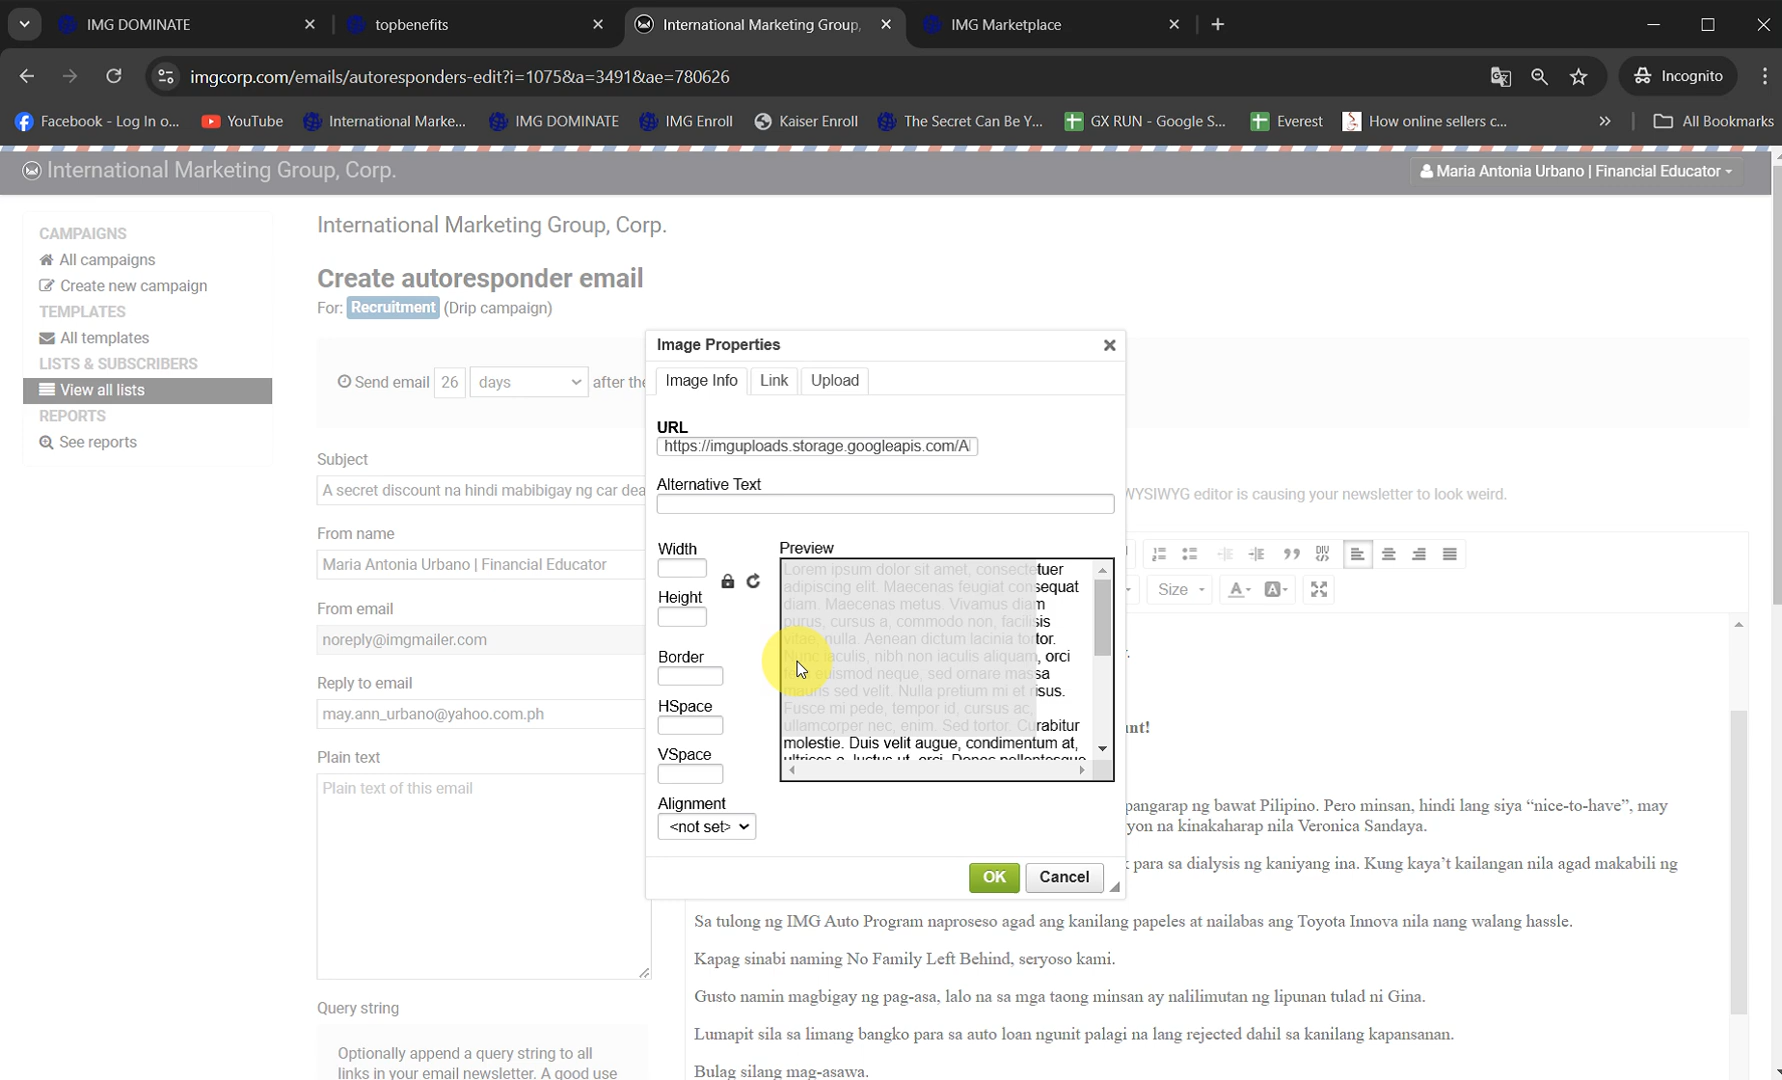 IMG DOMINATE
topbenefits
International Marketing Group,
IMG Marketplace
imgcorp.com/emails/autoresponders-edit?i=1075&a=3491&ae=780626
Incognito
Facebook - Log In o...
YouTube
International Marke...
IMG DOMINATE
IMG Enroll
Kaiser Enroll
The Secret Can Be Y...
GX RUN - Google S...
Everest
How online sellers c...
All Bookmarks
International Marketing Group, Corp.
Maria Antonia Urbano | Financial Educator
CAMPAIGNS
All campaigns
Create new campaign
TEMPLATES
All templates
LISTS & SUBSCRIBERS
View all lists
REPORTS
See reports
International Marketing Group, Corp.
Create autoresponder email
For: Recruitment (Drip campaign)
Send email 26 days after the
Subject
A secret discount na hindi mabibigay ng car dea
From name
Maria Antonia Urbano | Financial Educator
From email
noreply@imgmailer.com
Reply to email
may.ann_urbano@yahoo.com.ph
Plain text
Plain text of this email
Query string
Optionally append a query string to all
links in your email newsletter. A good use
Image Properties
Image Info
Link
Upload
URL
https://imguploads.storage.googleapis.com/A
Alternative Text
Width
Height
Border
HSpace
VSpace
Alignment
<not set>
Preview
Lorem ipsum dolor sit amet, consectetuer
adipiscing elit. Maecenas feugiat consequat
diam. Maecenas metus. Vivamus diam
purus, cursus a, commodo non, facilisis
vitae, nulla. Aenean dictum lacinia tortor.
Nunc iaculis, nibh non iaculis aliquam, orci
felis euismod neque, sed ornare massa
mauris sed velit. Nulla pretium mi et risus.
Fusce mi pede, tempor id, cursus ac,
ullamcorper nec, enim. Sed tortor. Curabitur
molestie. Duis velit augue, condimentum at,
ultrices a, luctus ut, orci. Donec pellentesque
OK
Cancel
WYSIWYG editor is causing your newsletter to look weird.
Size
nt!
pangarap ng bawat Pilipino. Pero minsan, hindi lang siya “nice-to-have”, may
yon na kinakaharap nila Veronica Sandaya.
para sa dialysis ng kaniyang ina. Kung kaya’t kailangan nila agad makabili ng
Sa tulong ng IMG Auto Program naproseso agad ang kanilang papeles at nailabas ang Toyota Innova nila nang walang hassle.
Kapag sinabi naming No Family Left Behind, seryoso kami.
Gusto namin magbigay ng pag-asa, lalo na sa mga taong minsan ay nalilimutan ng lipunan tulad ni Gina.
Lumapit sila sa limang bangko para sa auto loan ngunit palagi na lang rejected dahil sa kanilang kapansanan.
Bulag silang mag-asawa.